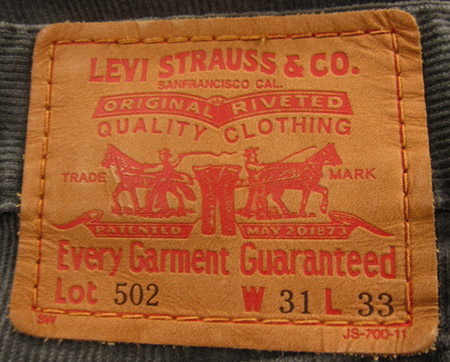 LEVI STRAUSS & CO.
SANFRANCISCO CAL.
ORIGINAL RIVETED
QUALITY CLOTHING
TRADE MARK
PATENTED MAY 20 1873
Every Garment Guaranteed
Lot 502 W 31 L 33
SW JS-700-11